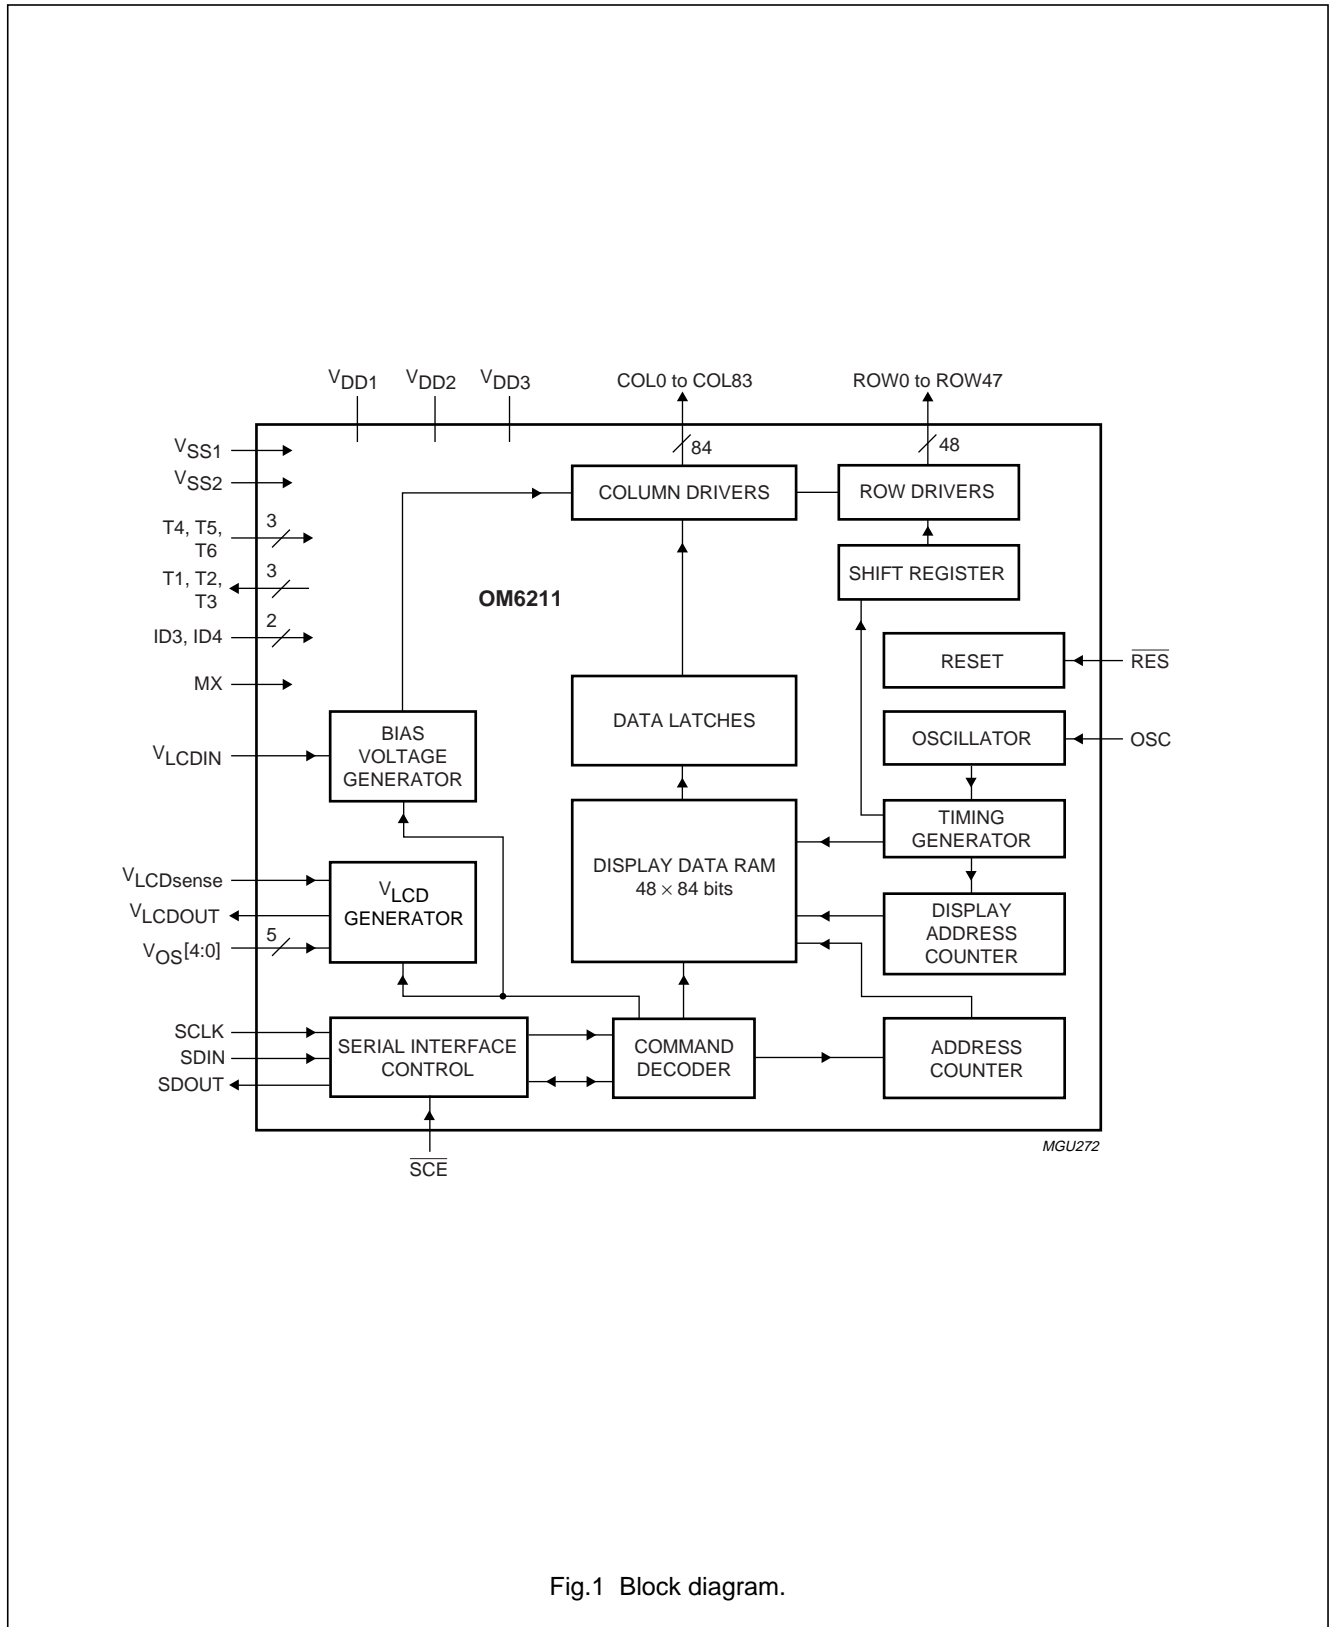 VDD1 VDD2 VDD3 COL0 to COL83 ROW0 to ROW47
VSS1
84
48
VSS2
COLUMN DRIVERS
ROW DRIVERS
3
T4, T5,
T6
3
T1, T2,
T3
SHIFT REGISTER
OM6211
2
ID3, ID4
RESET
RES
MX
DATA LATCHES
OSCILLATOR
OSC
VLCDIN
BIAS
VOLTAGE
GENERATOR
TIMING
GENERATOR
DISPLAY DATA RAM
48 × 84 bits
VLCDsense
VLCDOUT
5
VOS[4:0]
VLCD
GENERATOR
DISPLAY
ADDRESS
COUNTER
SCLK
SDIN
SDOUT
SERIAL INTERFACE
CONTROL
COMMAND
DECODER
ADDRESS
COUNTER
SCE
MGU272
Fig.1 Block diagram.